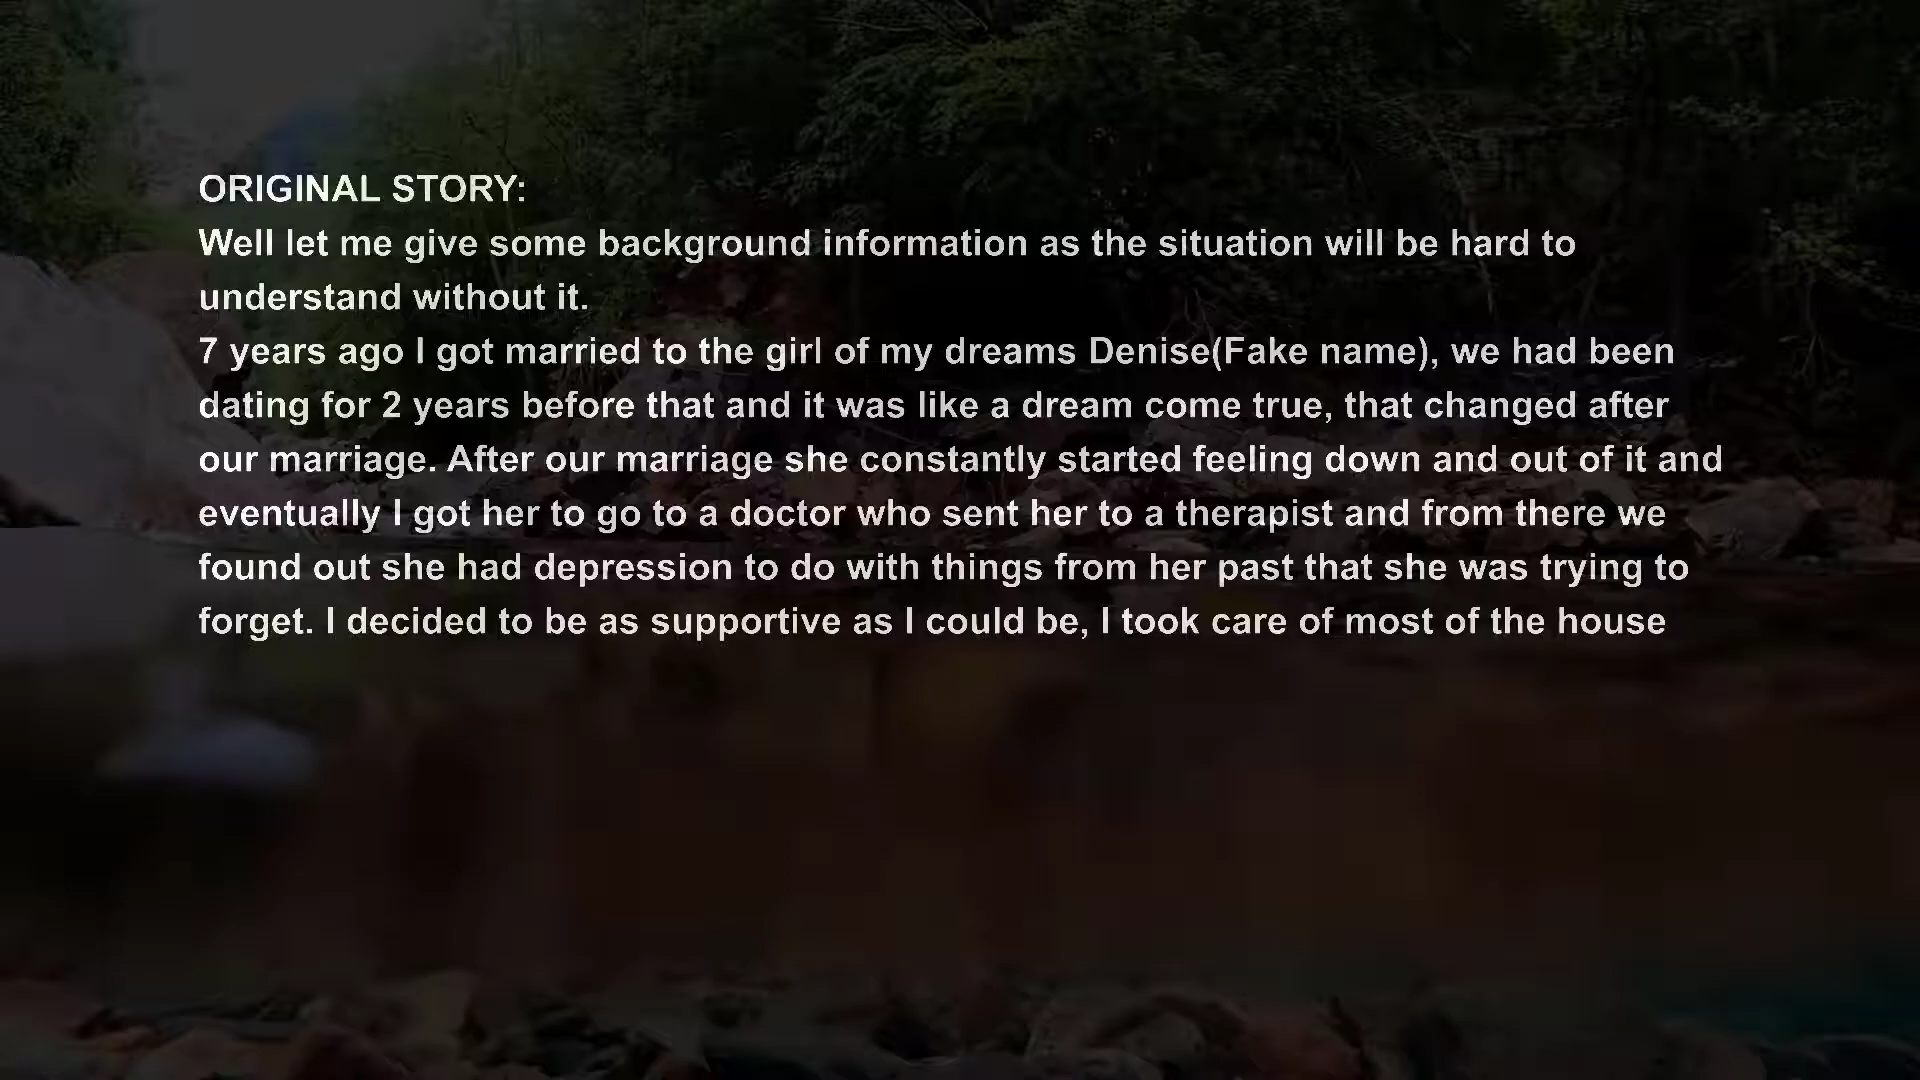 ORIGINAL STORY:
Well let me give some background information as the situation will be hard to
understand without it.
7 years ago I got married to the girl of my dreams Denise(Fake name), we had been
dating for 2 years before that and it was like a dream come true, that changed after
our marriage. After our marriage she constantly started feeling down and out of it and
eventually I got her to go to a doctor who sent her to a therapist and from there we
found out she had depression to do with things from her past that she was trying to
forget. I decided to be as supportive as I could be, I took care of most of the house